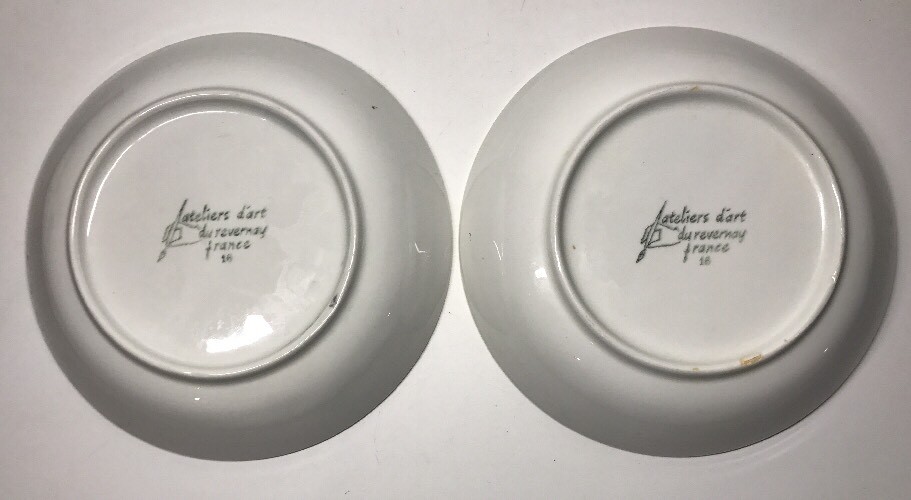 ateliers d'art
du revernay
france
16
ateliers d'art
du revernay
france
16